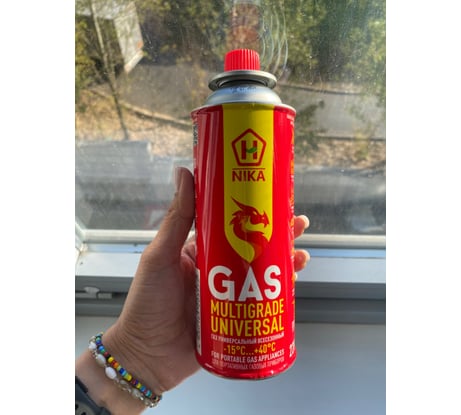 H
NIKA
GAS
MULTIGRADE
UNIVERSAL
ГАЗ УНИВЕРСАЛЬНЫЙ ВСЕСЕЗОННЫЙ
-15°C...+40°C
FOR PORTABLE GAS APPLIANCES
ДЛЯ ПОРТАТИВНЫХ ГАЗОВЫХ ПРИБОРОВ